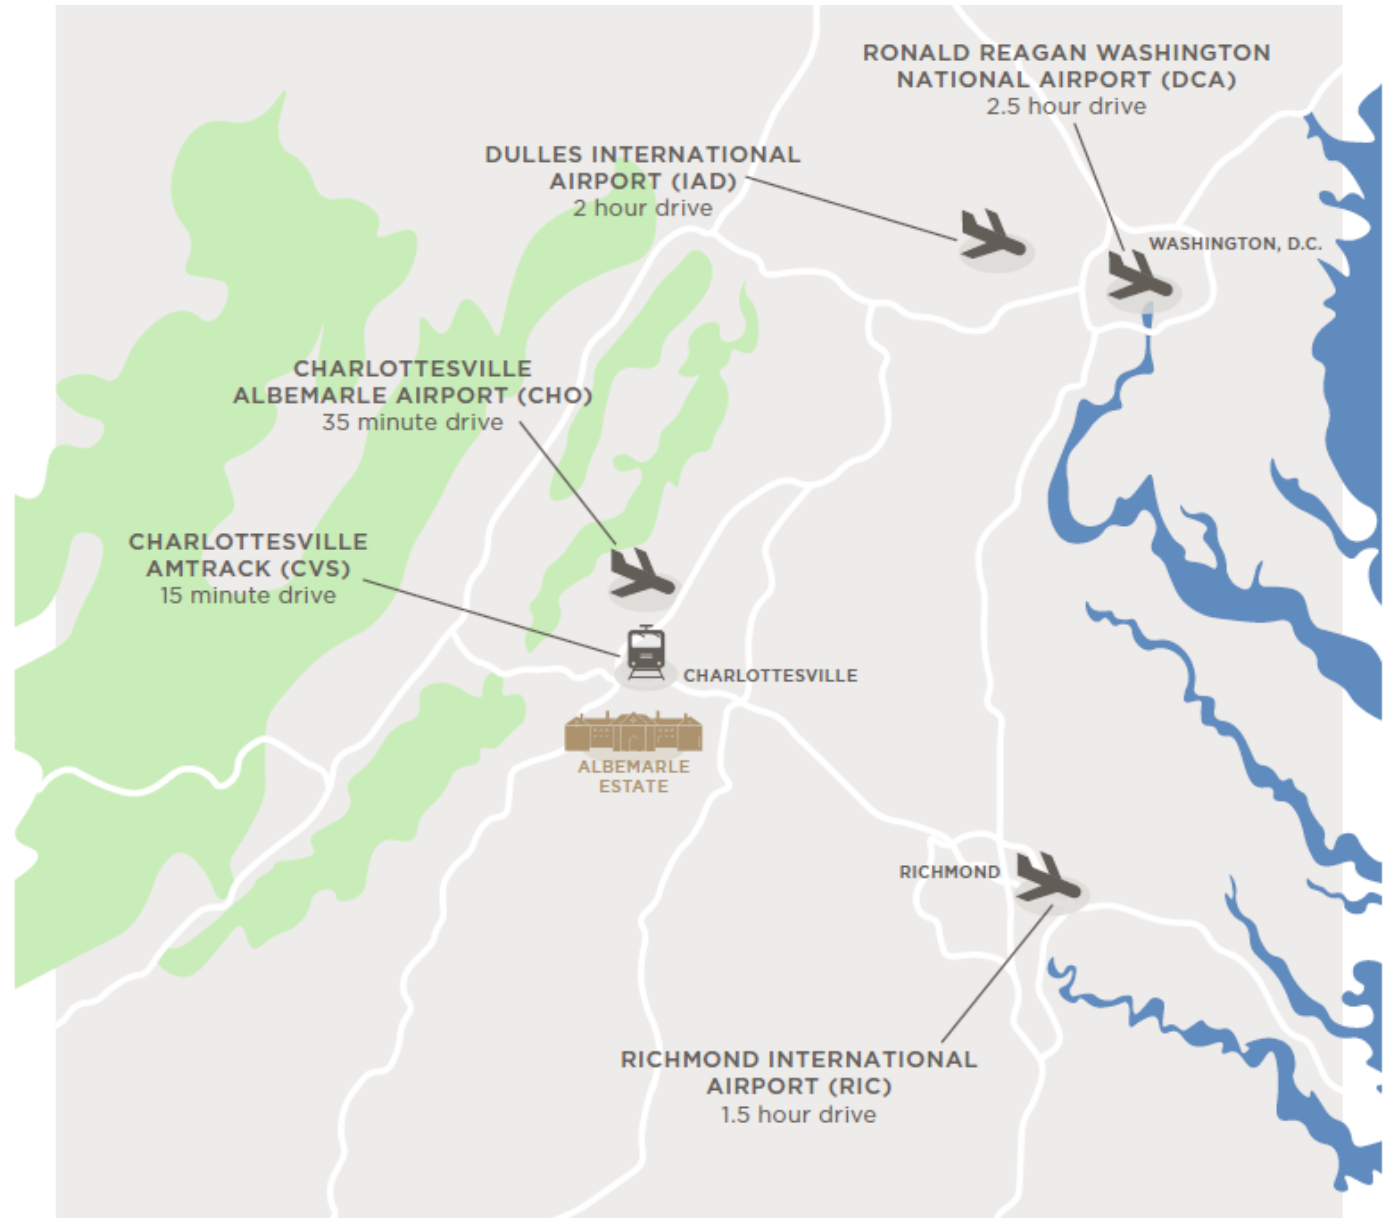 RONALD REAGAN WASHINGTON
NATIONAL AIRPORT (DCA)
2.5 hour drive
DULLES INTERNATIONAL
AIRPORT (IAD)
2 hour drive
WASHINGTON, D.C.
CHARLOTTESVILLE
ALBEMARLE AIRPORT (CHO)
35 minute drive
CHARLOTTESVILLE
AMTRACK (CVS)
15 minute drive
CHARLOTTESVILLE
ALBEMARLE
ESTATE
RICHMOND
RICHMOND INTERNATIONAL
AIRPORT (RIC)
1.5 hour drive